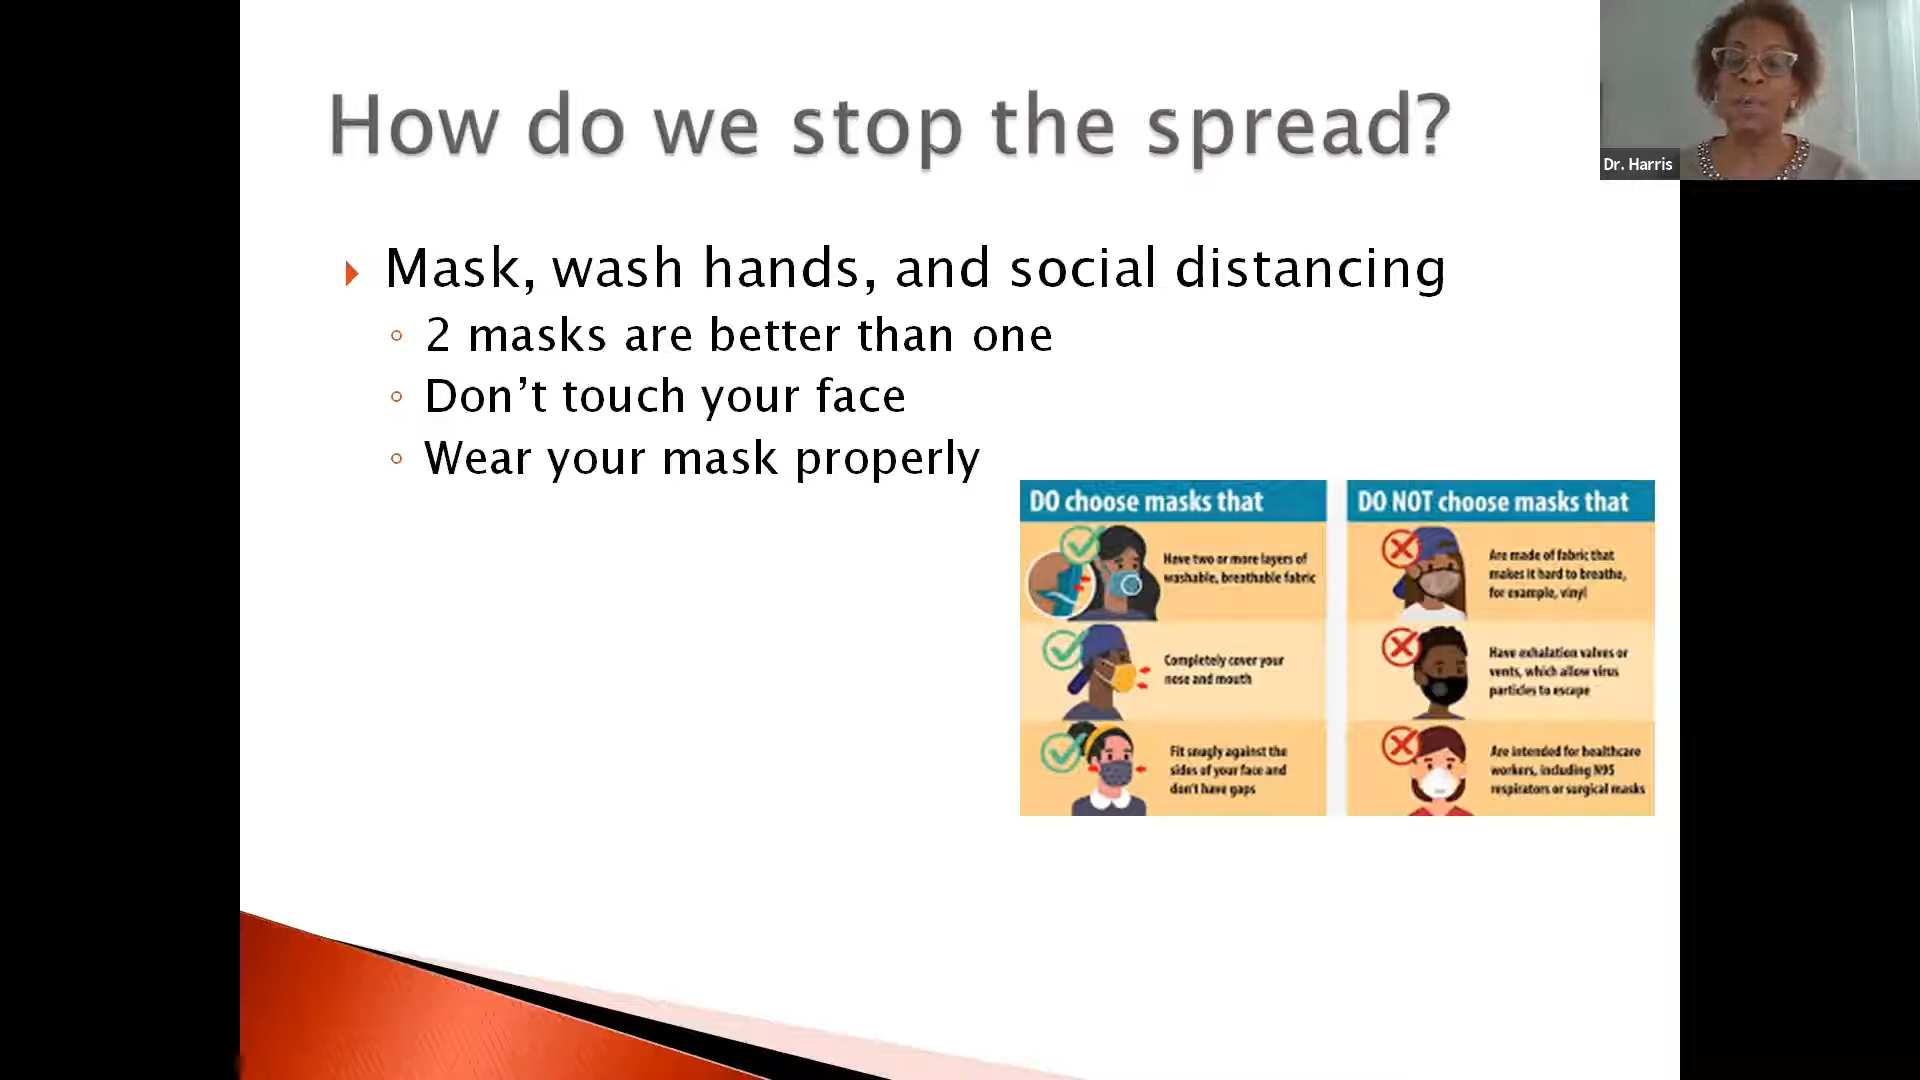 How do we stop the spread?
Dr. Harris
Mask, wash hands, and social distancing
2 masks are better than one
Don’t touch your face
Wear your mask properly
DO choose masks that
Have two or more layers of
washable, breathable fabric
Completely cover your
nose and mouth
Fit snugly against the
sides of your face and
don't have gaps
DO NOT choose masks that
Are made of fabric that
makes it hard to breathe,
for example, vinyl
Have exhalation valves or
vents, which allow virus
particles to escape
Are intended for healthcare
workers, including N95
respirators or surgical masks